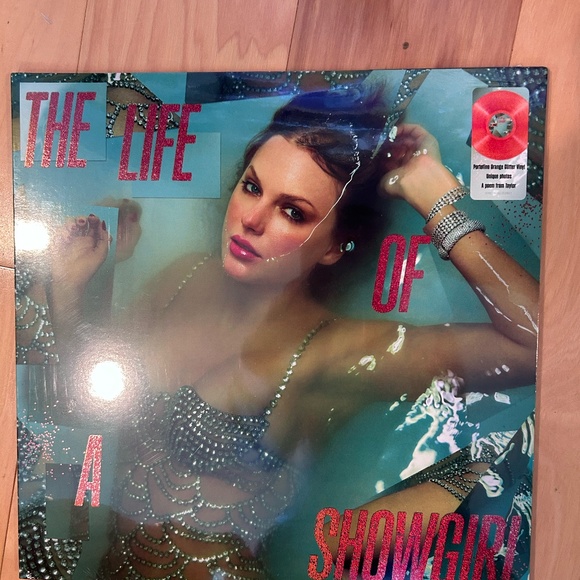 THE LIFE
OF
A
SHOWGIRL
Portofino Orange Glitter Vinyl
Unique photos
A poem from Taylor